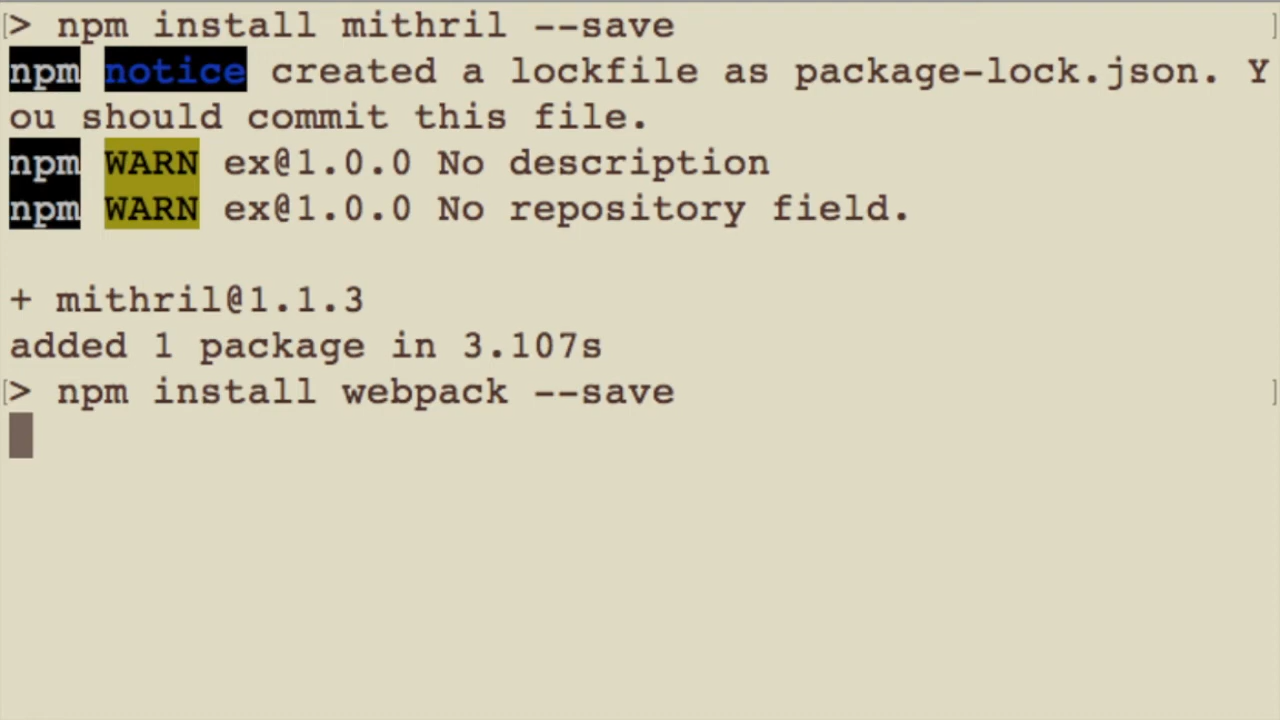 [> npm install mithril --save ]
npm notice created a lockfile as package-lock.json. Y
ou should commit this file.
npm WARN ex@1.0.0 No description
npm WARN ex@1.0.0 No repository field.
+ mithril@1.1.3
added 1 package in 3.107s
[> npm install webpack --save ]